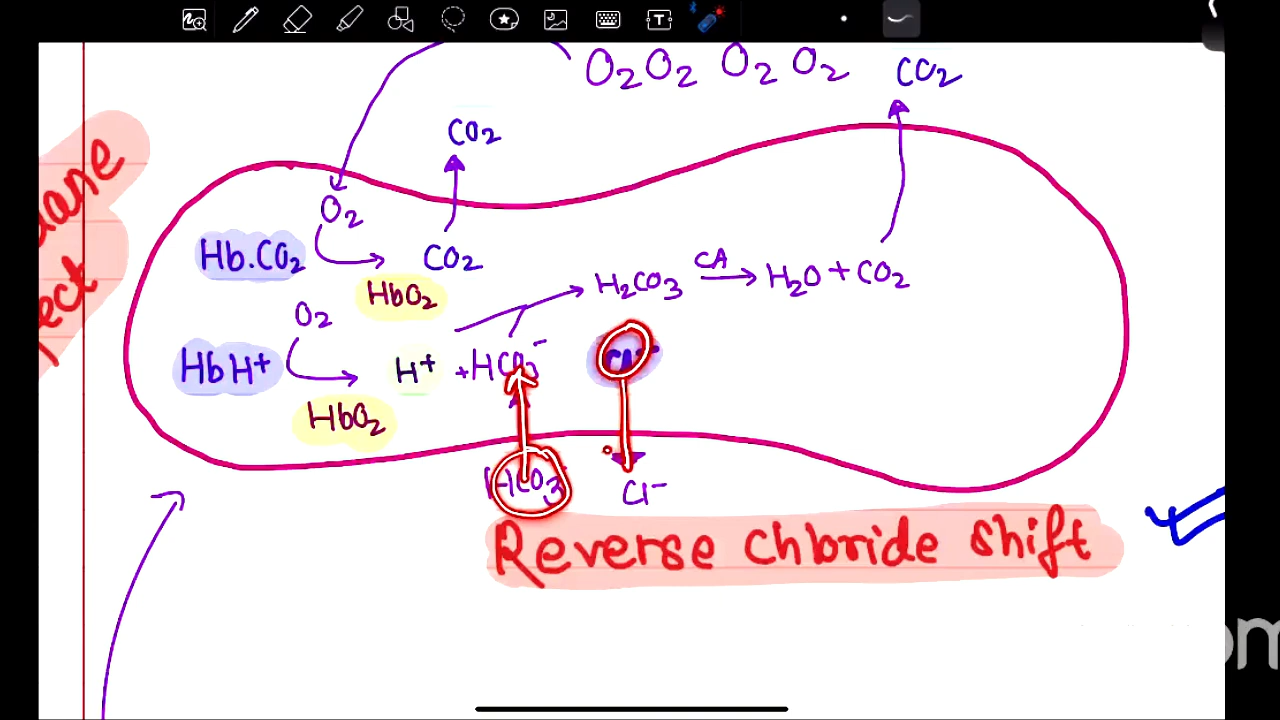 O2 O2 O2 O2 CO2
CO2
O2
Hb.CO2 CO2
HbO2
H2CO3 CA H2O + CO2
O2
HbH+ H+ + HCO3- Cl-
HbO2
HCO3- Cl-
Reverse chloride shift